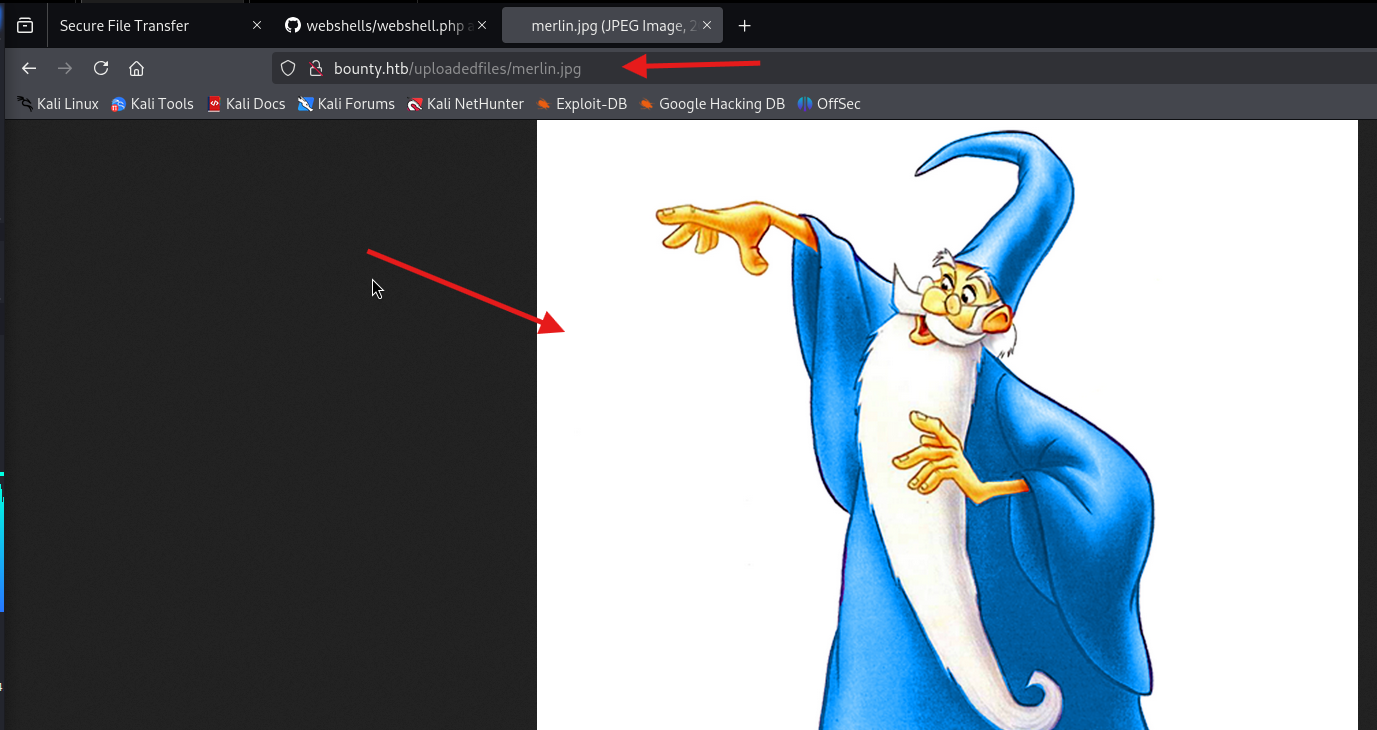 Secure File Transfer
webshells/webshell.php a
merlin.jpg (JPEG Image, 2
bounty.htb/uploadedfiles/merlin.jpg
Kali Linux Kali Tools Kali Docs Kali Forums Kali NetHunter Exploit-DB Google Hacking DB OffSec